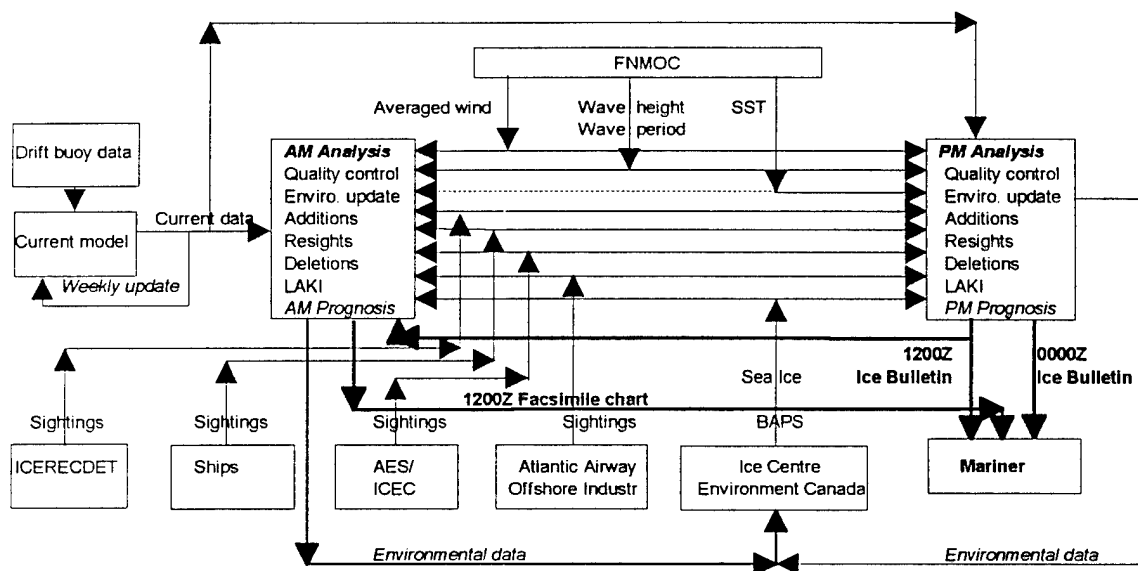 FNMOC
Averaged wind
Wave height
Wave period
SST
Drift buoy data
Current model
Current data
Weekly update
AM Analysis
Quality control
Enviro. update
Additions
Resights
Deletions
LAKI
AM Prognosis
PM Analysis
Quality control
Enviro. update
Additions
Resights
Deletions
LAKI
PM Prognosis
1200Z
Ice Bulletin
0000Z
Ice Bulletin
Sea Ice
1200Z Facsimile chart
Sightings
Sightings
Sightings
Sightings
BAPS
ICERECDET
Ships
AES/
ICEC
Atlantic Airway
Offshore Industr
Ice Centre
Environment Canada
Mariner
Environmental data
Environmental data